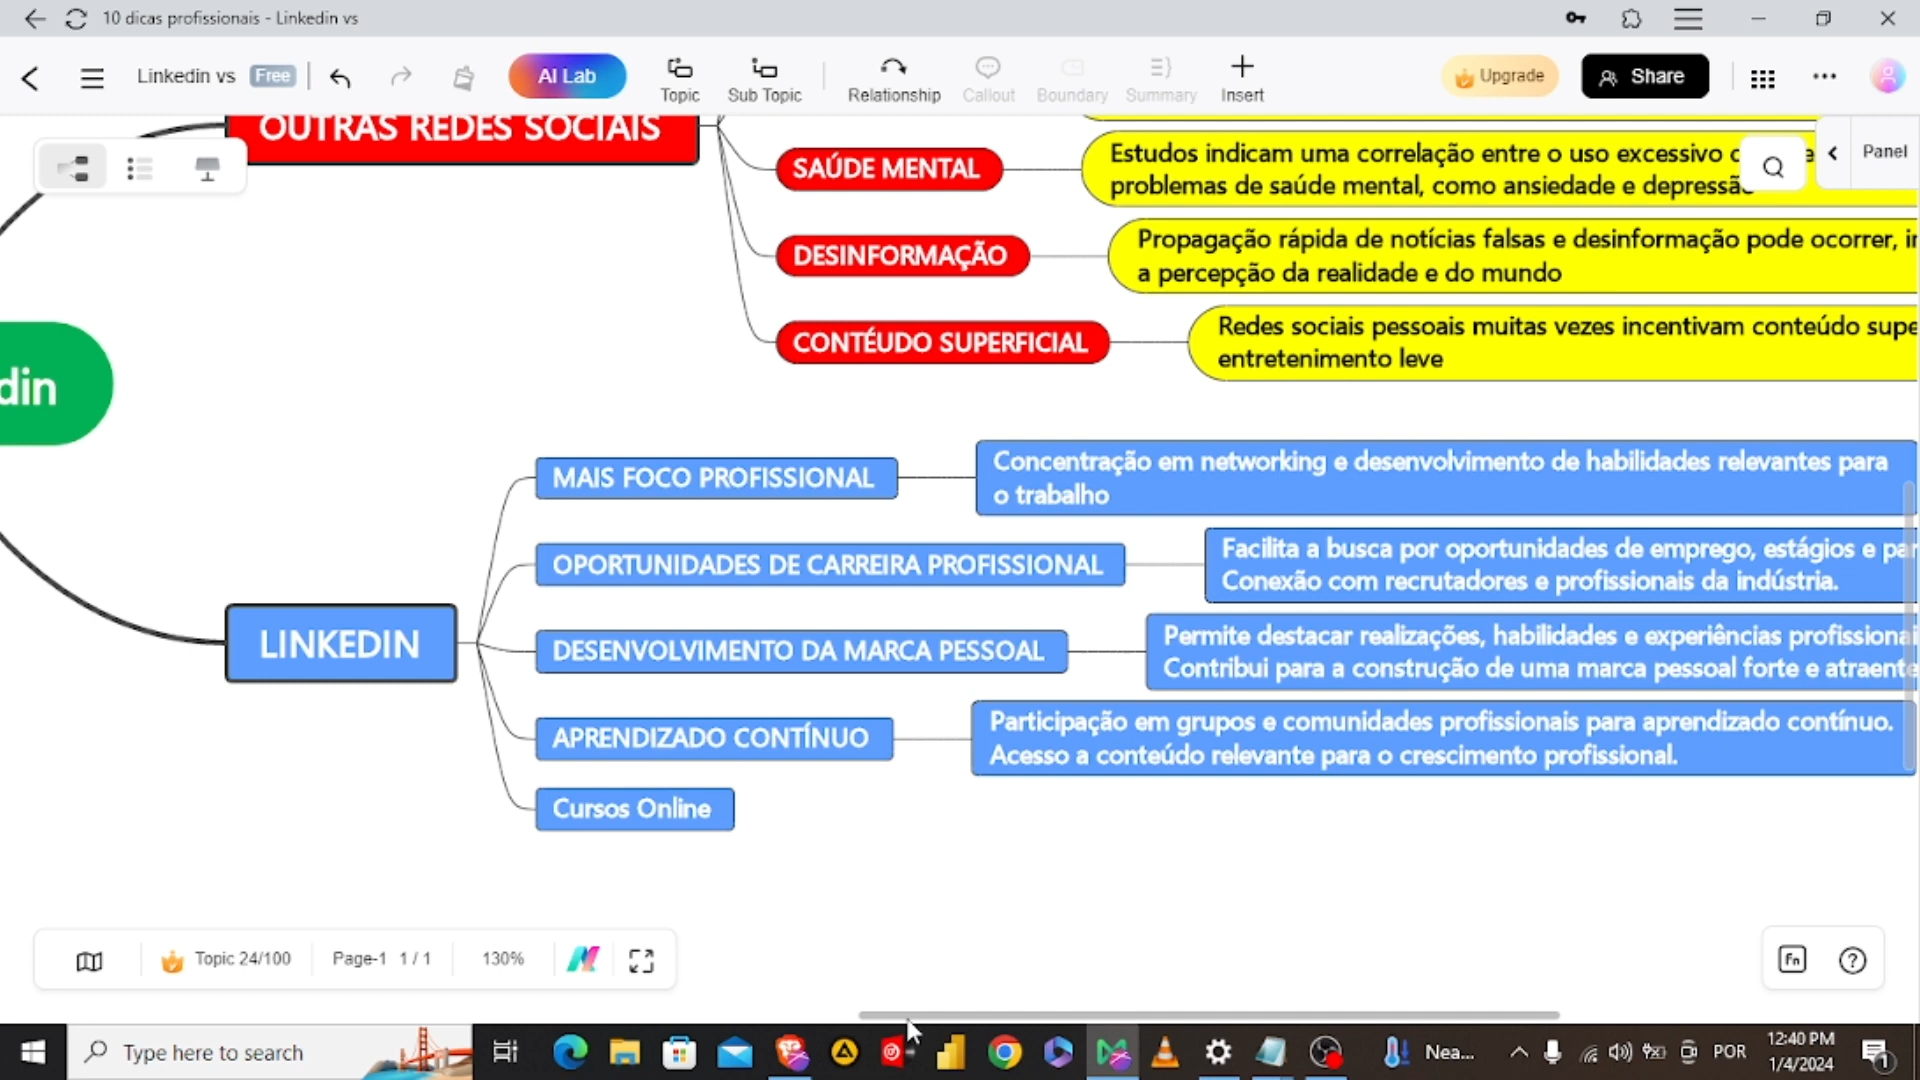 10 dicas profissionais - Linkedin vs
Linkedin vs Free
AI Lab
Topic
Sub Topic
Relationship
Callout
Boundary
Summary
Insert
Upgrade
Share
Panel
OUTRAS REDES SOCIAIS
SAÚDE MENTAL
Estudos indicam uma correlação entre o uso excessivo
problemas de saúde mental, como ansiedade e depressão
DESINFORMAÇÃO
Propagação rápida de notícias falsas e desinformação pode ocorrer,
a percepção da realidade e do mundo
CONTÉUDO SUPERFICIAL
Redes sociais pessoais muitas vezes incentivam conteúdo supe
entretenimento leve
din
MAIS FOCO PROFISSIONAL
Concentração em networking e desenvolvimento de habilidades relevantes para
o trabalho
OPORTUNIDADES DE CARREIRA PROFISSIONAL
Facilita a busca por oportunidades de emprego, estágios e par
Conexão com recrutadores e profissionais da indústria.
LINKEDIN
DESENVOLVIMENTO DA MARCA PESSOAL
Permite destacar realizações, habilidades e experiências profissionai
Contribui para a construção de uma marca pessoal forte e atraente
APRENDIZADO CONTÍNUO
Participação em grupos e comunidades profissionais para aprendizado contínuo.
Acesso a conteúdo relevante para o crescimento profissional.
Cursos Online
Topic 24/100
Page-1 1 / 1
130%
Fn
Type here to search
Nea...
POR
12:40 PM
1/4/2024
1